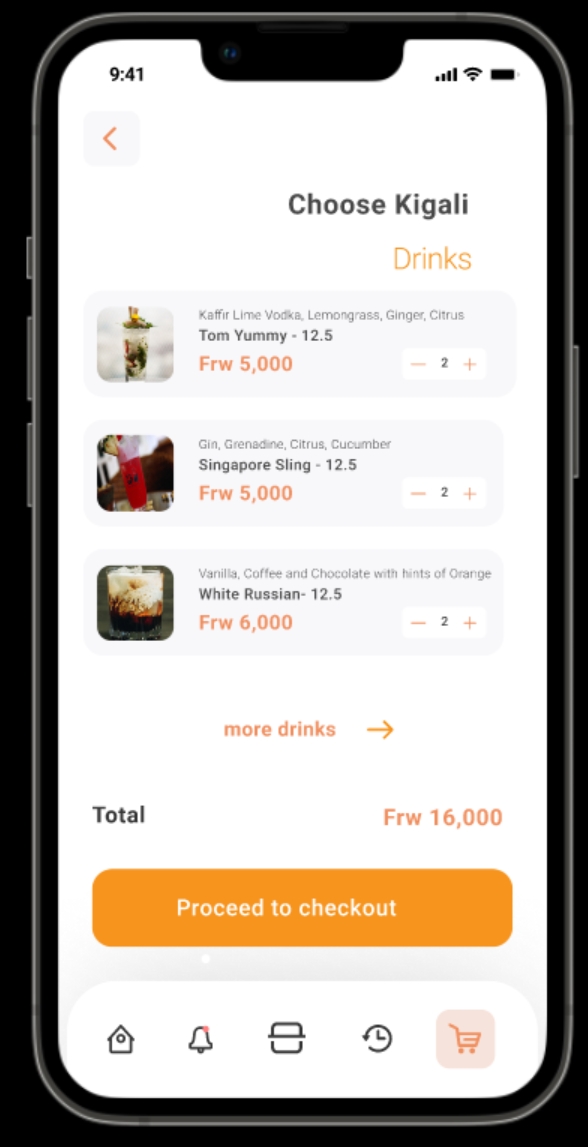 9:41
Choose Kigali
Drinks
Kaffir Lime Vodka, Lemongrass, Ginger, Citrus
Tom Yummy - 12.5
Frw 5,000
— 2 +
Gin, Grenadine, Citrus, Cucumber
Singapore Sling - 12.5
Frw 5,000
— 2 +
Vanilla, Coffee and Chocolate with hints of Orange
White Russian- 12.5
Frw 6,000
— 2 +
more drinks →
Total Frw 16,000
Proceed to checkout